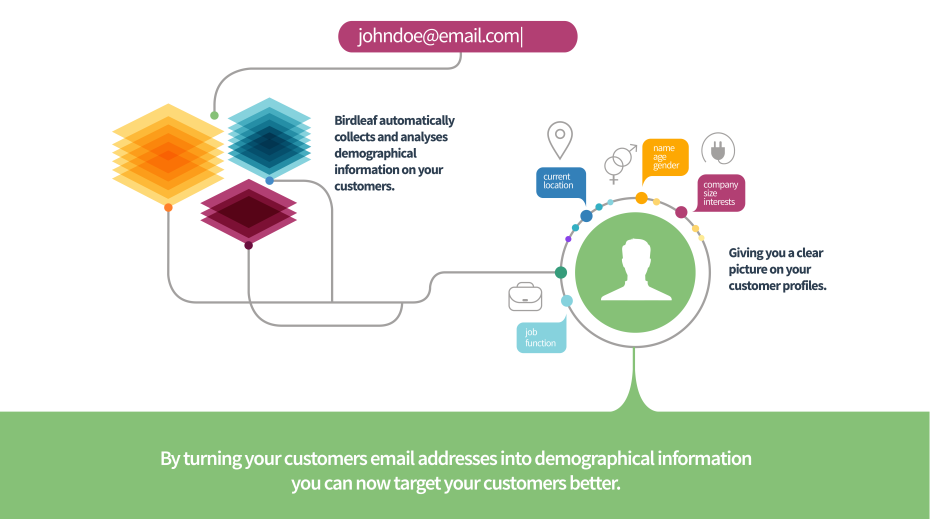 johndoe@email.com
Birdleaf automatically
collects and analyses
demographical
information on your
customers.
current
location
name
age
gender
company
size
interests
job
function
Giving you a clear
picture on your
customer profiles.
By turning your customers email addresses into demographical information
you can now target your customers better.